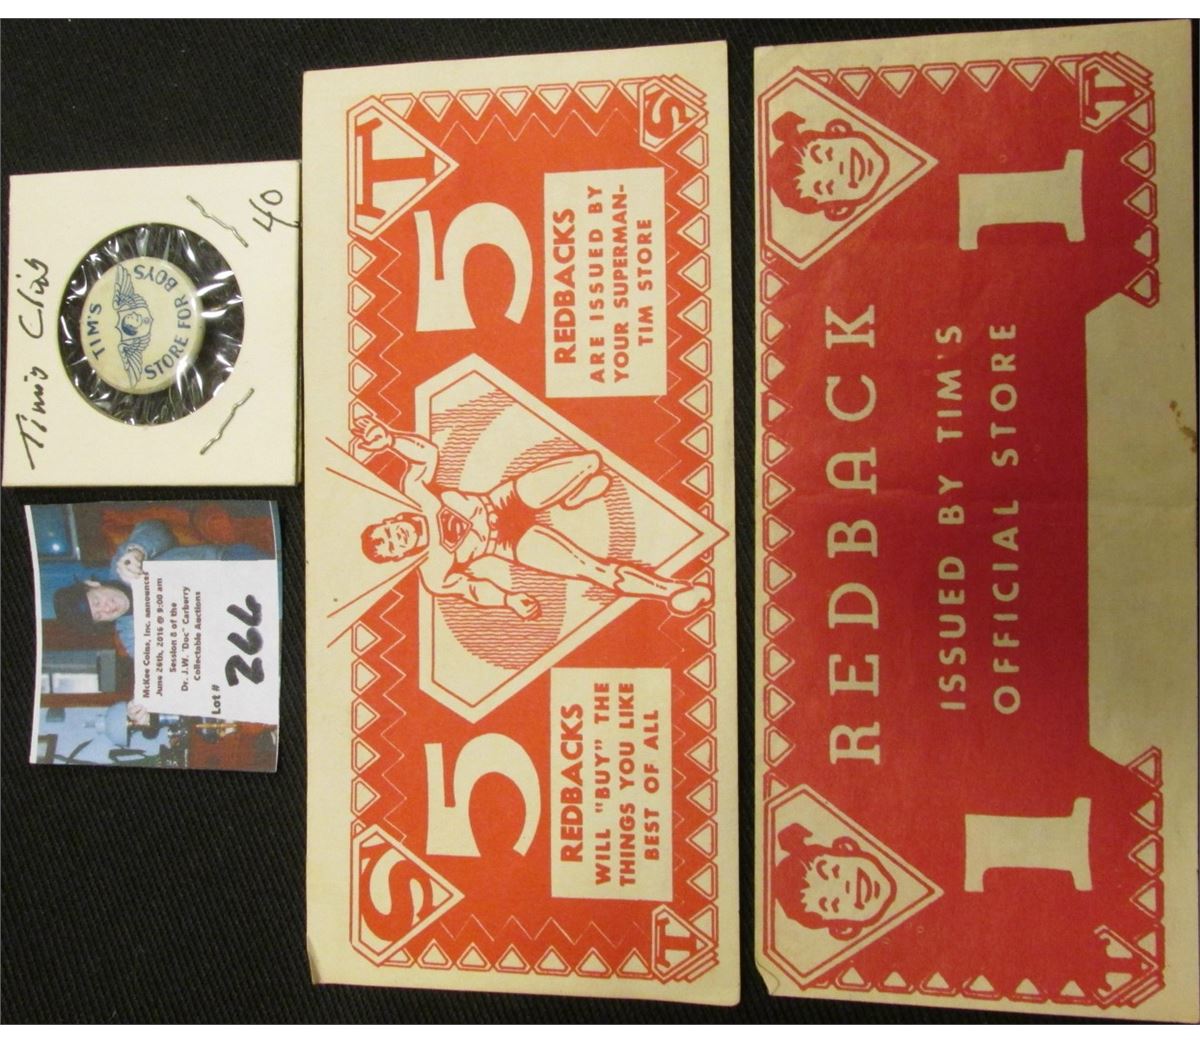 Tim's Club
40
TIM'S
STORE FOR BOYS
McKee Coins, Inc. announces
June 26th, 2016 @ 9:00 am
Session 8 of the
Dr. J.W. "Doc" Carberry
Collectable Auctions
Lot #
266
S
T
5
5
REDBACKS
WILL "BUY" THE
THINGS YOU LIKE
BEST OF ALL
S
REDBACKS
ARE ISSUED BY
YOUR SUPERMAN-
TIM STORE
T
S
REDBACK
ISSUED BY TIM'S
OFFICIAL STORE
1
1
T
T